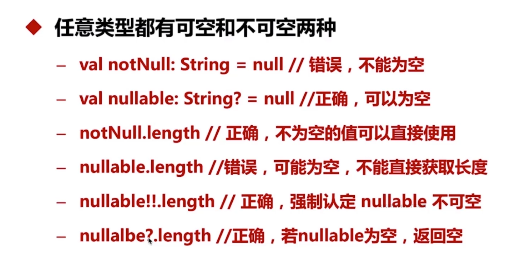 任意类型都有可空和不可空两种
– val notNull: String = null // 错误，不能为空
– val nullable: String? = null //正确，可以为空
– notNull.length // 正确，不为空的值可以直接使用
– nullable.length //错误，可能为空，不能直接获取长度
– nullable!!.length // 正确，强制认定 nullable 不可空
– nullalbe?.length //正确，若nullable为空，返回空